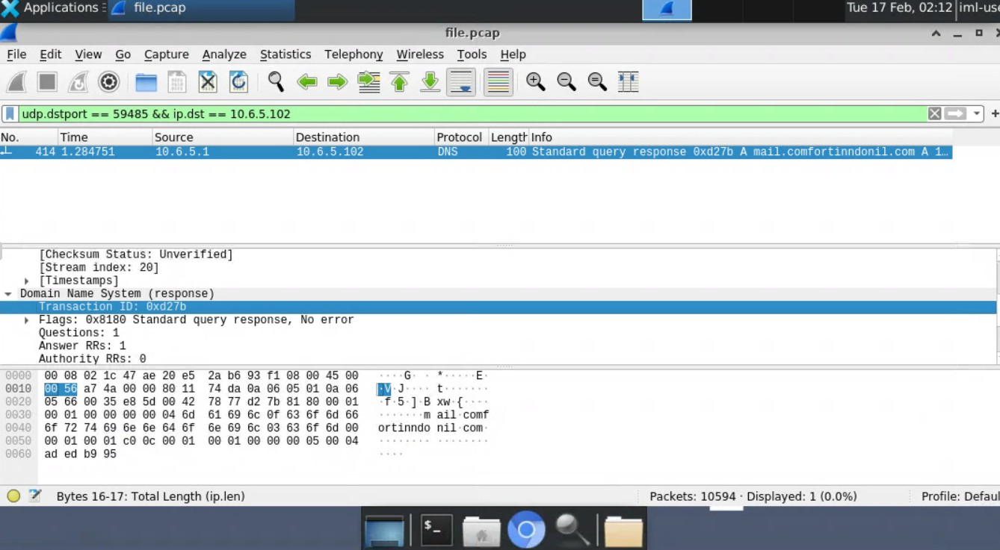 Applications file.pcap Tue 17 Feb, 02:12 iml-use
file.pcap
File Edit View Go Capture Analyze Statistics Telephony Wireless Tools Help
udp.dstport == 59485 && ip.dst == 10.6.5.102
No. Time Source Destination Protocol Length Info
414 1.284751 10.6.5.1 10.6.5.102 DNS 100 Standard query response 0xd27b A mail.comfortinndonil.com A 1…
[Checksum Status: Unverified]
[Stream index: 20]
[Timestamps]
Domain Name System (response)
Transaction ID: 0xd27b
Flags: 0x8180 Standard query response, No error
Questions: 1
Answer RRs: 1
Authority RRs: 0
0000 00 08 02 1c 47 ae 20 e5 2a b6 93 f1 08 00 45 00 ····G· · *·····E·
0010 00 56 a7 4a 00 00 80 11 74 da 0a 06 05 01 0a 06 ·V·J···· t·······
0020 05 66 00 35 e8 5d 00 42 78 77 d2 7b 81 80 00 01 ·f·5·]·B xw·{····
0030 00 01 00 00 00 00 04 6d 61 69 6c 0f 63 6f 6d 66 ·······m ail·comf
0040 6f 72 74 69 6e 6e 64 6f 6e 69 6c 03 63 6f 6d 00 ortinndo nil·com·
0050 00 01 00 01 c0 0c 00 01 00 01 00 00 00 05 00 04 ········ ········
0060 ad ed b9 95 ····
Bytes 16-17: Total Length (ip.len) Packets: 10594 · Displayed: 1 (0.0%) Profile: Defaul
$_